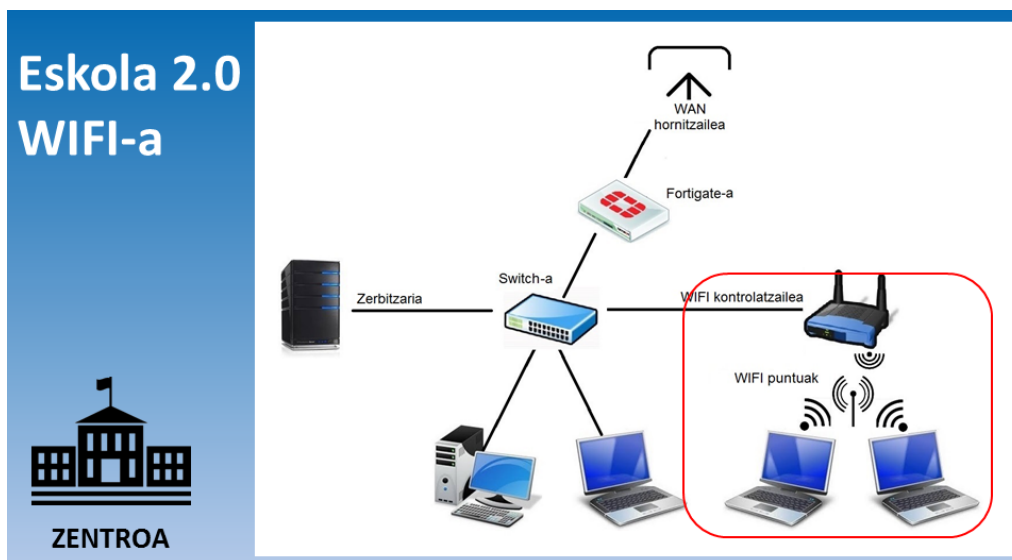 Eskola 2.0
WIFI-a
WAN
hornitzailea
Fortigate-a
Switch-a
Zerbitzaria
WIFI kontrolatzailea
WIFI puntuak
ZENTROA